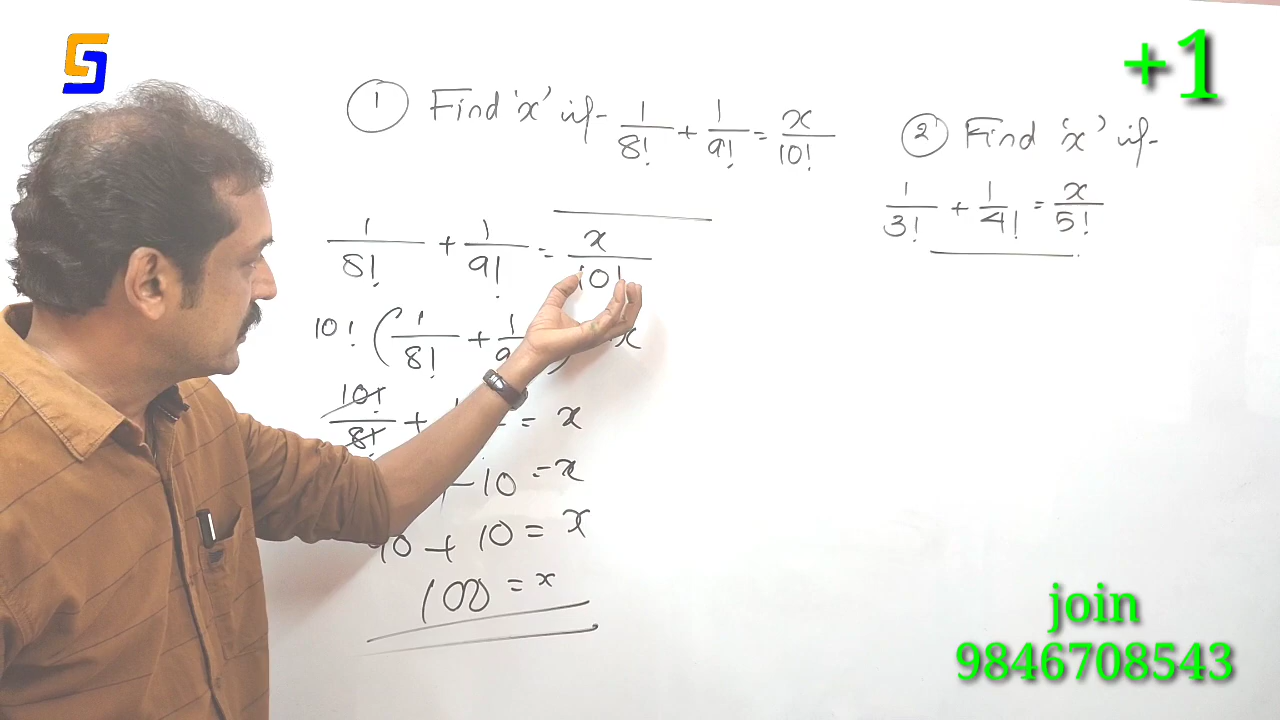 +1
① Find 'x' if 1/8! + 1/9! = x/10!
1/8! + 1/9! = x/10!
10! (1/8! + 1/9 x
10!/8! + = x
10 = x
90 + 10 = x
100 = x
② Find 'x' if
1/3! + 1/4! = x/5!
join
9846708543